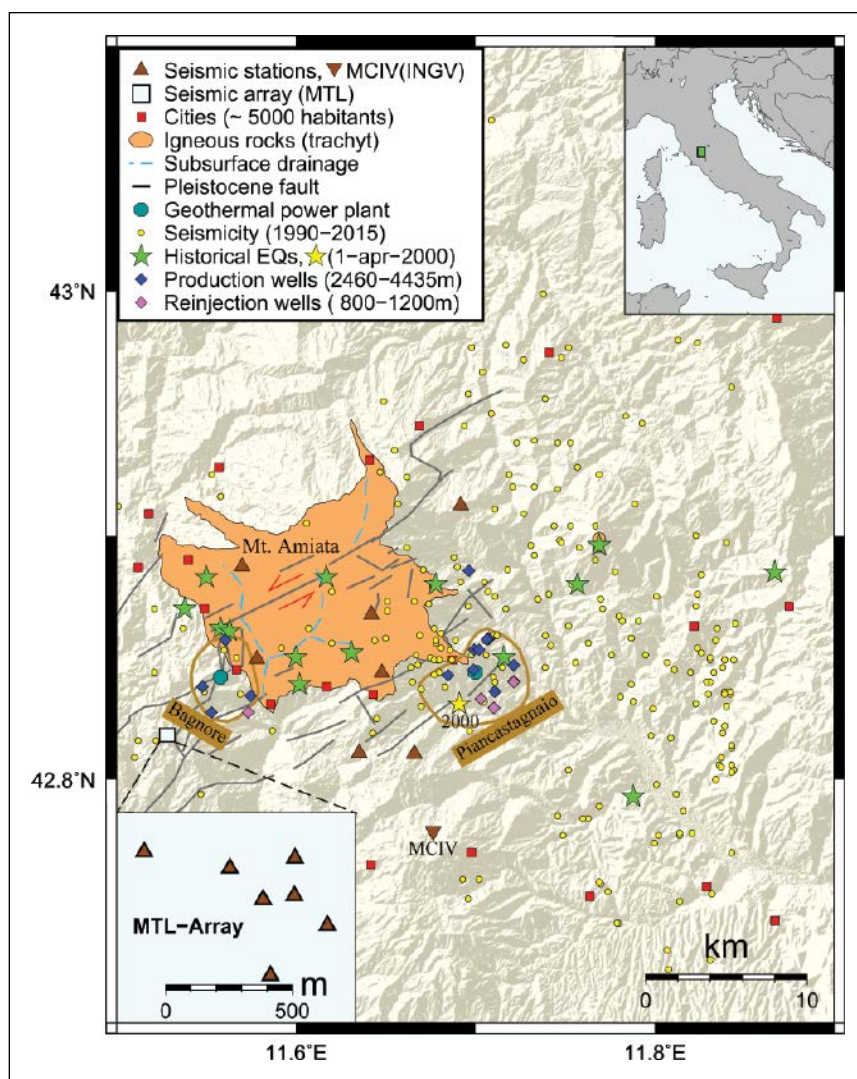 Seismic stations, MCIV(INGV)
Seismic array (MTL)
Cities (~ 5000 habitants)
Igneous rocks (trachyt)
Subsurface drainage
Pleistocene fault
Geothermal power plant
Seismicity (1990−2015)
Historical EQs, (1−apr−2000)
Production wells (2460−4435m)
Reinjection wells ( 800−1200m)
43°N
Mt. Amiata
Bagnore
2000
Piancastagnaio
42.8°N
MCIV
MTL−Array
m
0 500
km
0 10
11.6°E 11.8°E